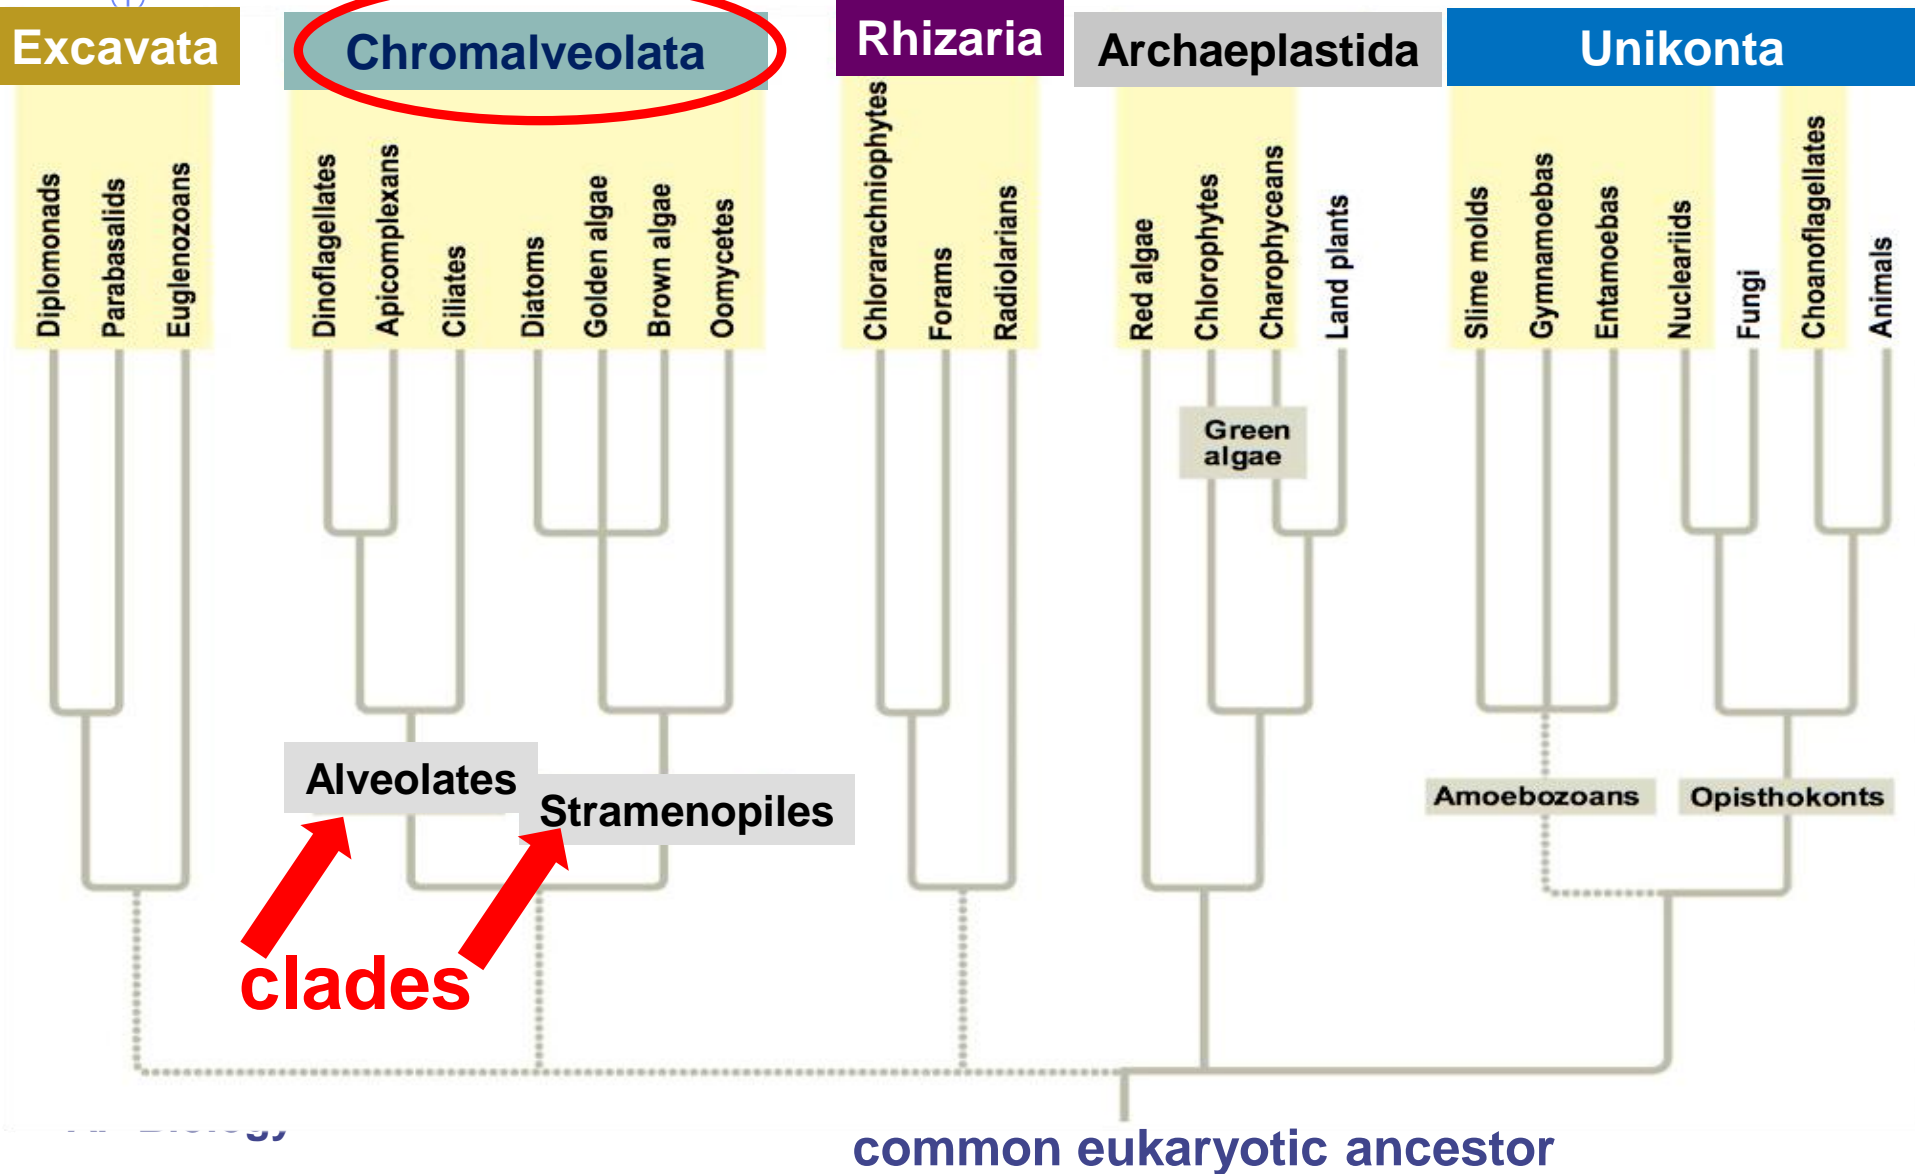 Excavata
Chromalveolata
Rhizaria
Archaeplastida
Unikonta
Diplomonads
Parabasalids
Euglenozoans
Dinoflagellates
Apicomplexans
Ciliates
Diatoms
Golden algae
Brown algae
Oomycetes
Chlorarachniophytes
Forams
Radiolarians
Red algae
Chlorophytes
Charophyceans
Land plants
Slime molds
Gymnamoebas
Entamoebas
Nucleariids
Fungi
Choanoflagellates
Animals
Green
algae
Alveolates
Stramenopiles
Amoebozoans
Opisthokonts
clades
Biology
common eukaryotic ancestor